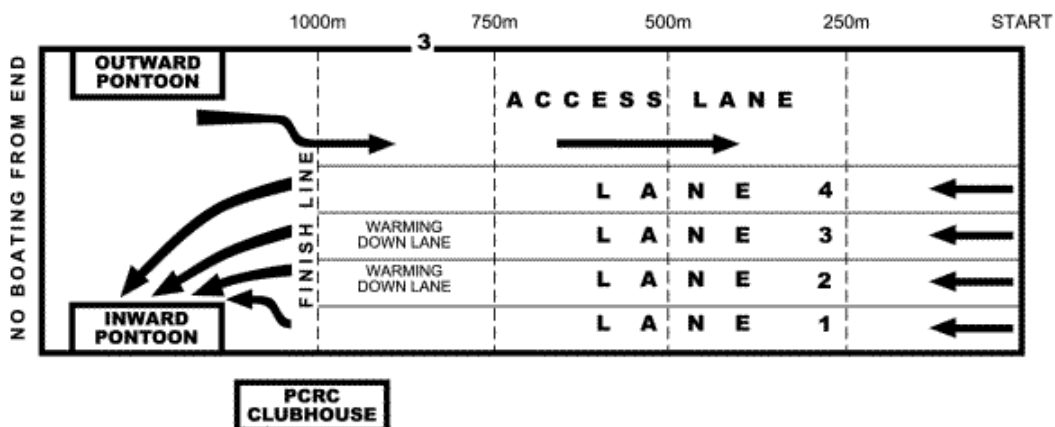 1000m 750m 500m 250m START
3
OUTWARD
PONTOON
NO BOATING FROM END
ACCESS LANE
FINISH LINE
LANE 4
WARMING
DOWN LANE
LANE 3
WARMING
DOWN LANE
LANE 2
INWARD
PONTOON
LANE 1
PCRC
CLUBHOUSE